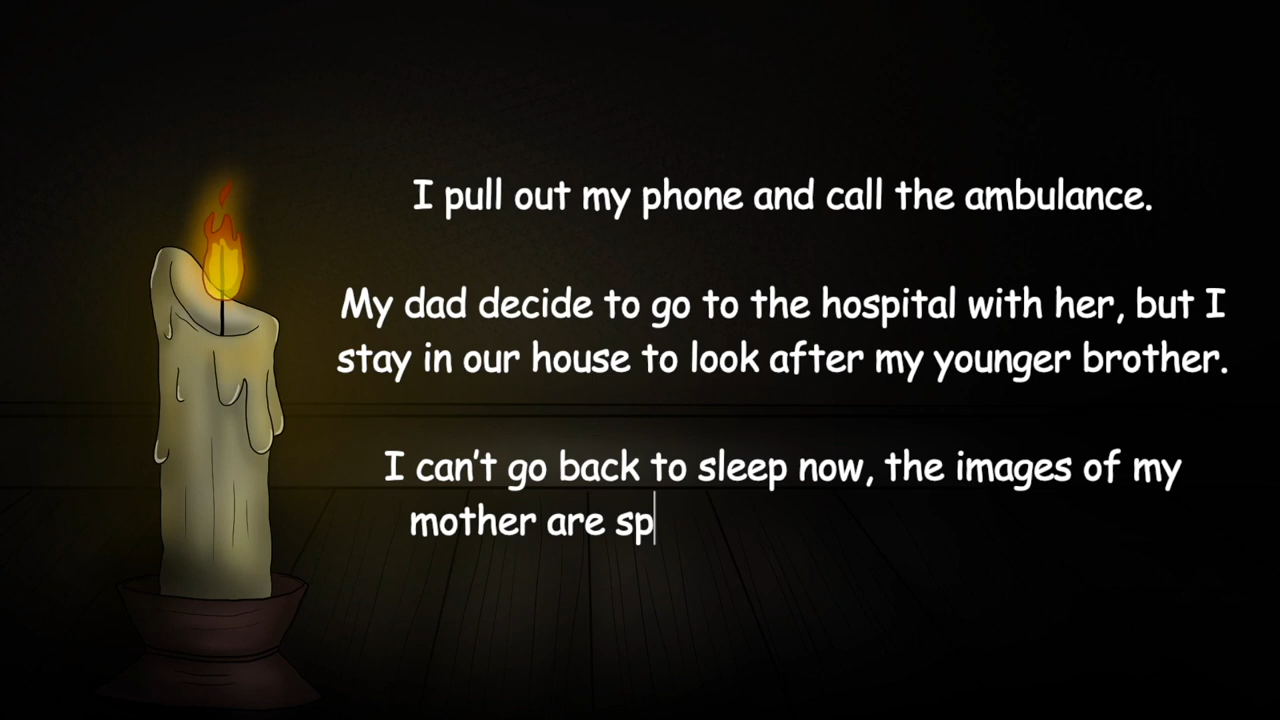 I pull out my phone and call the ambulance.
My dad decide to go to the hospital with her, but I
stay in our house to look after my younger brother.
I can't go back to sleep now, the images of my
mother are sp